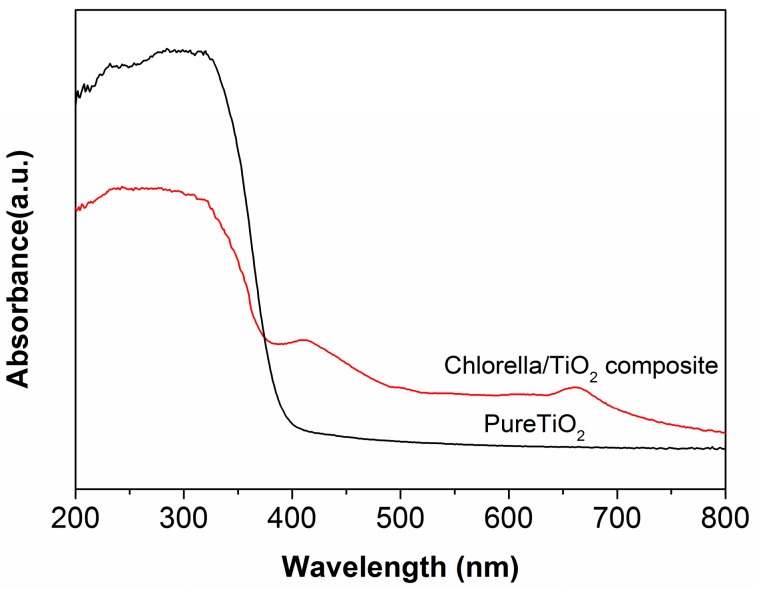 Absorbance(a.u.)
Chlorella/TiO₂ composite
PureTiO₂
200 300 400 500 600 700 800
Wavelength (nm)